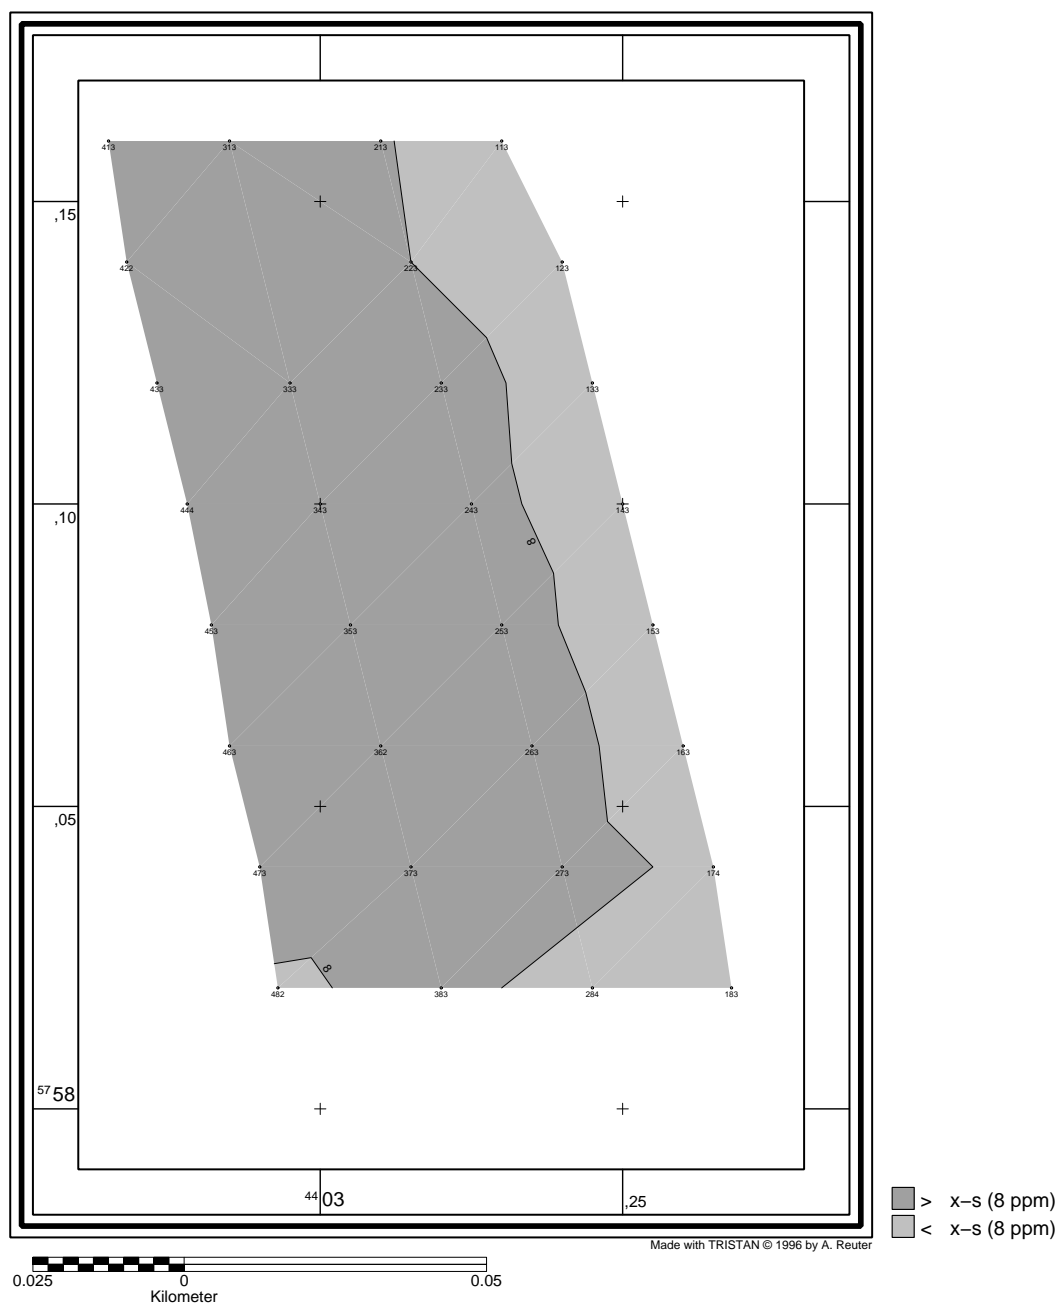 413 313 213 113
,15
422 223 123
433 333 233 133
444 343 243 143
,10
8
453 353 253 153
463 362 263 163
,05
473 373 273 174
8
482 383 284 183
57 58
44 03 ,25
> x–s (8 ppm)
< x–s (8 ppm)
Made with TRISTAN © 1996 by A. Reuter
0.025 0 0.05
Kilometer